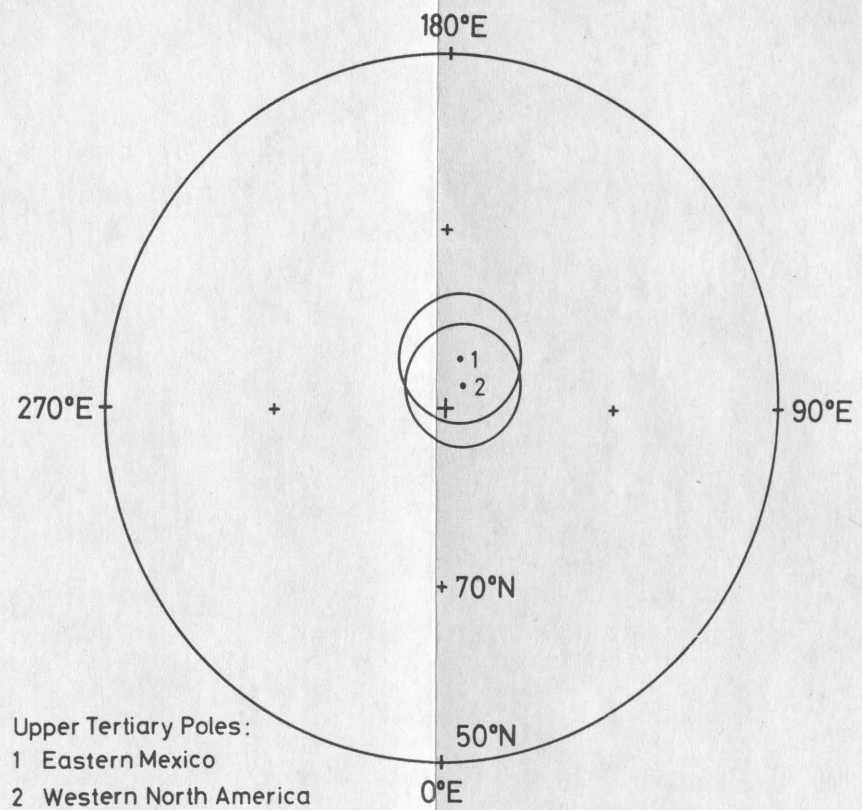 180°E
1
2
270°E
90°E
70°N
50°N
0°E
Upper Tertiary Poles:
1 Eastern Mexico
2 Western North America